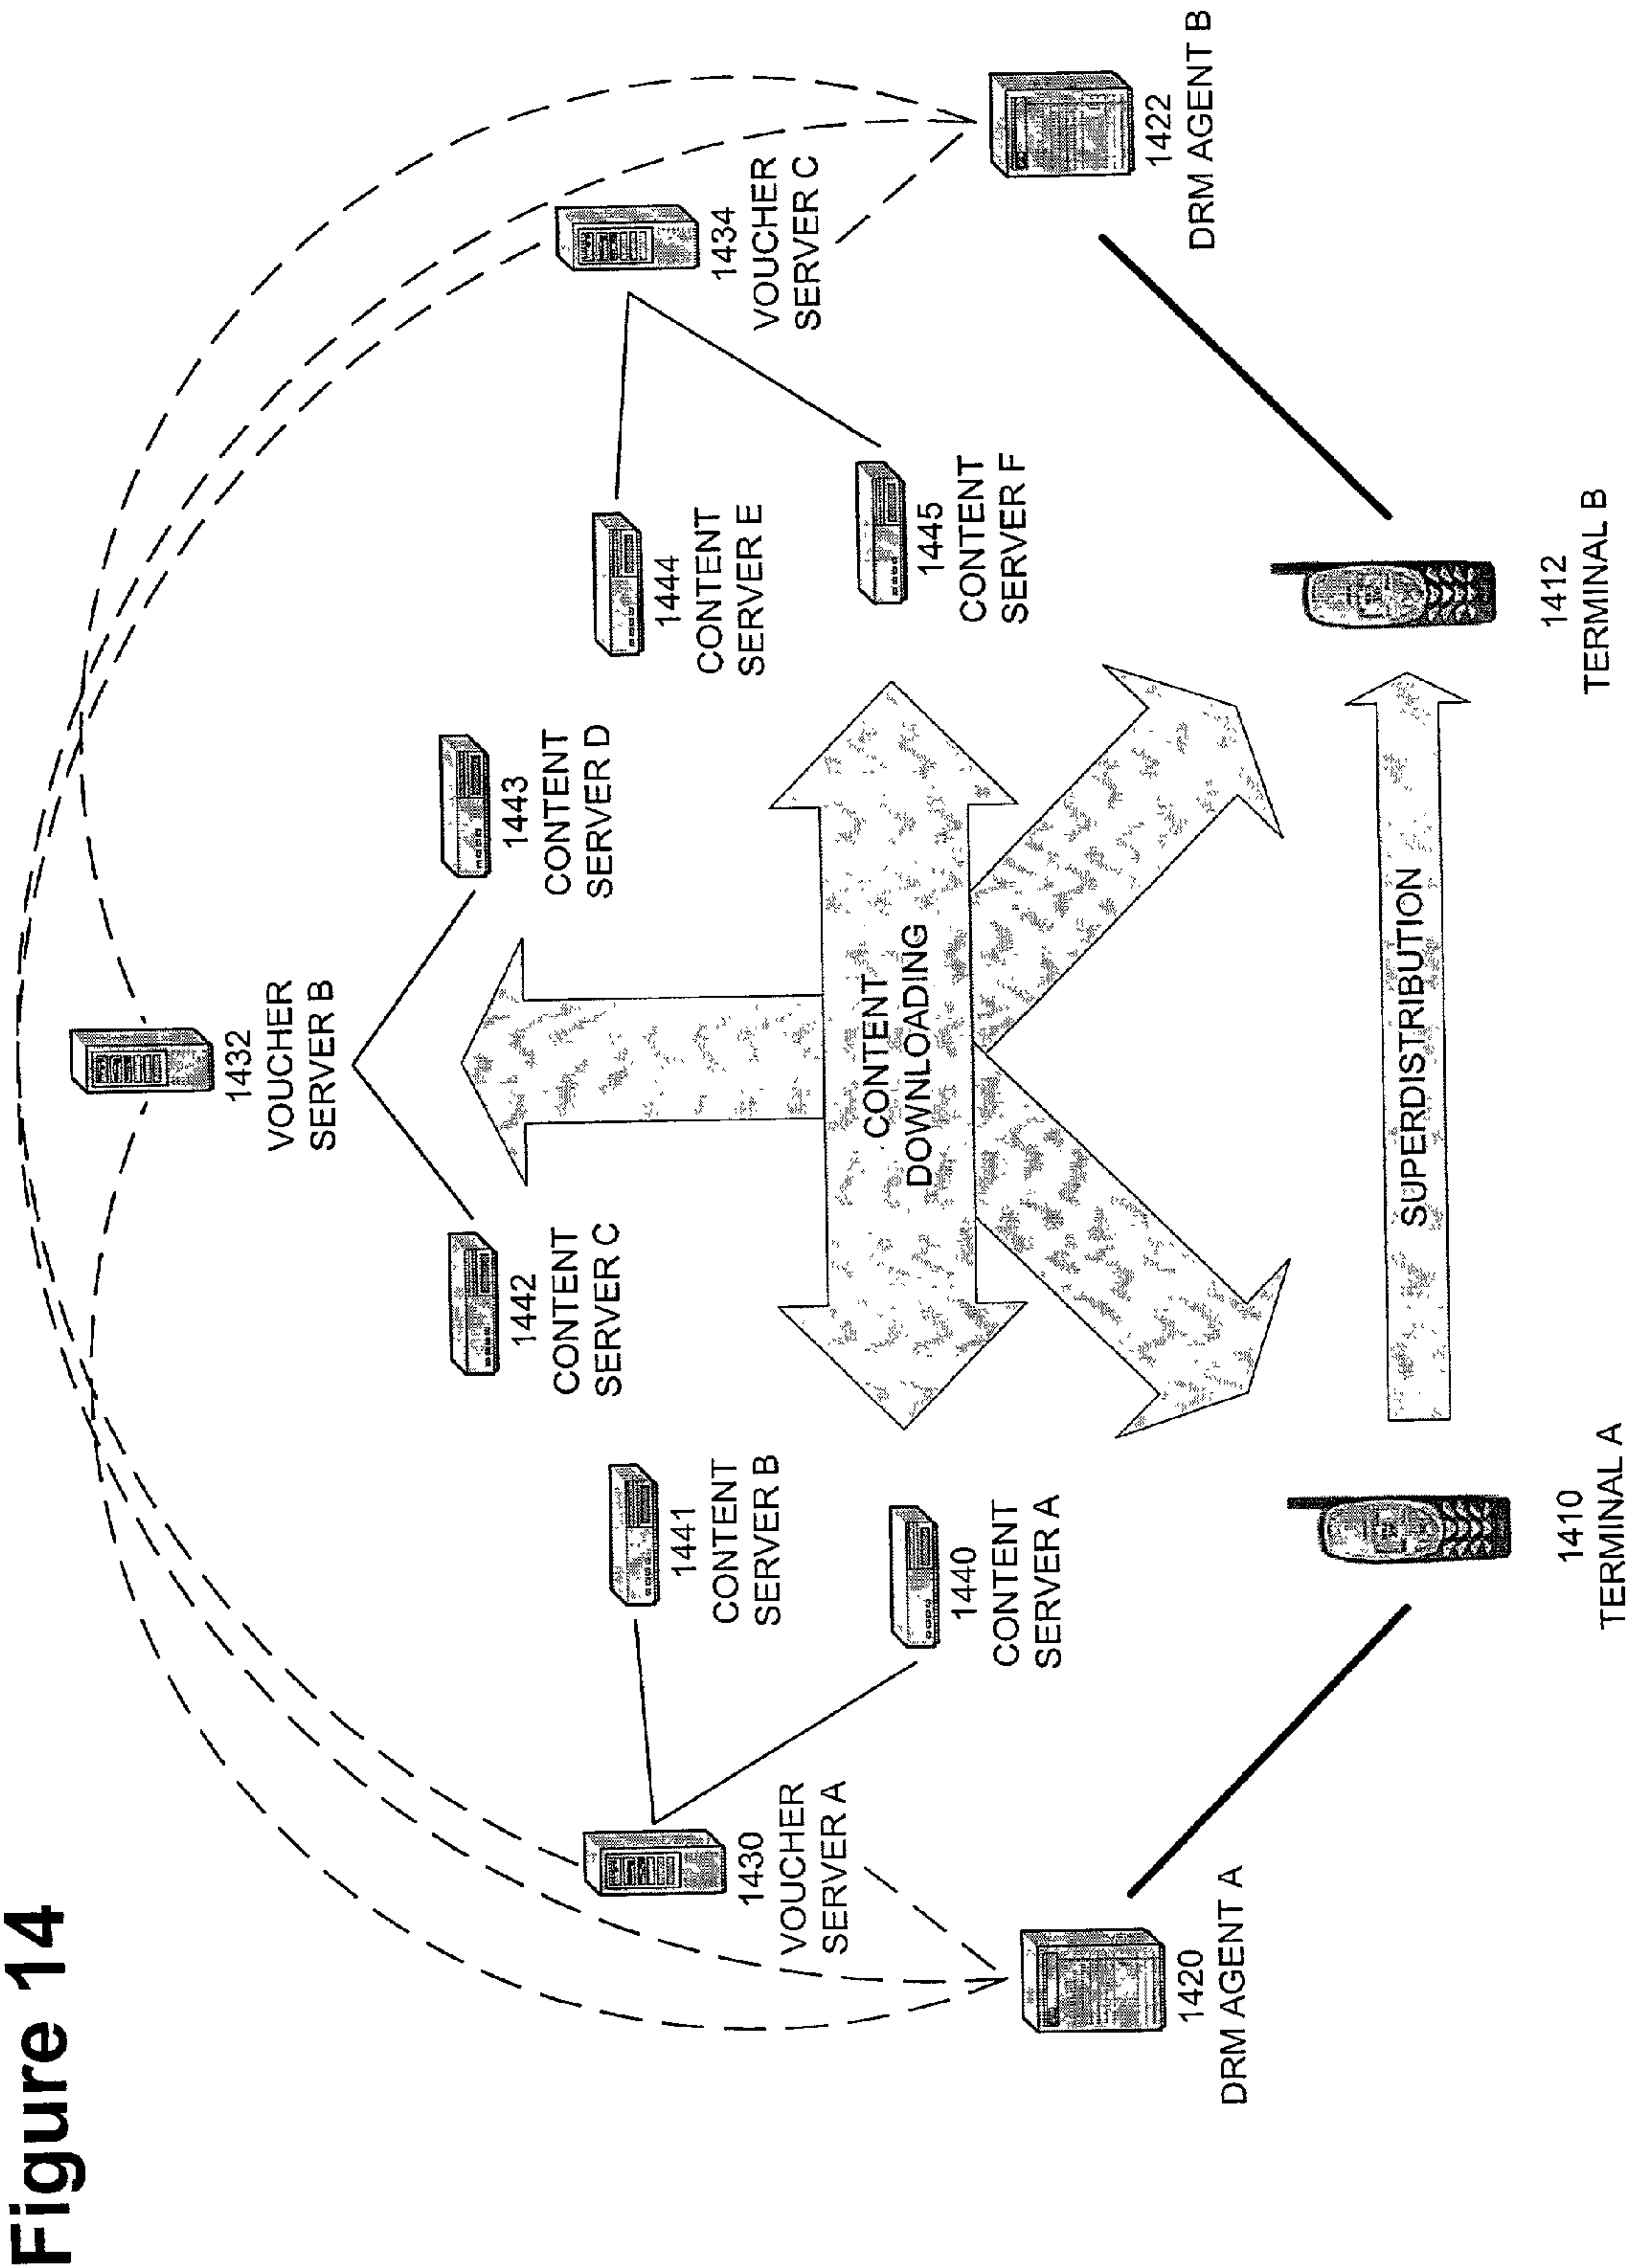 Figure 14
1432
VOUCHER
SERVER B
1442
CONTENT
SERVER C
1443
CONTENT
SERVER D
1441
CONTENT
SERVER B
1444
CONTENT
SERVER E
1430
VOUCHER
SERVER A
1434
VOUCHER
SERVER C
1440
CONTENT
SERVER A
1445
CONTENT
SERVER F
CONTENT
DOWNLOADING
1420
DRM AGENT A
1422
DRM AGENT B
SUPERDISTRIBUTION
1410
TERMINAL A
1412
TERMINAL B